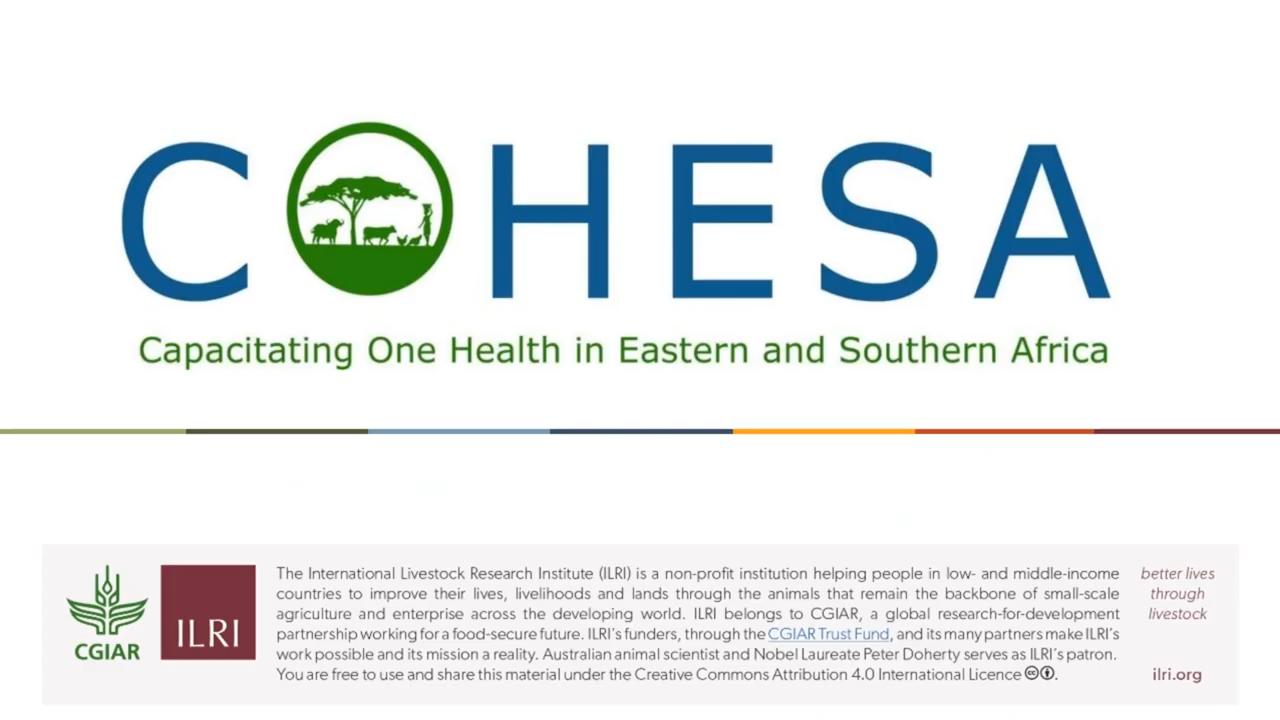 COHESA
Capacitating One Health in Eastern and Southern Africa
CGIAR
ILRI
The International Livestock Research Institute (ILRI) is a non-profit institution helping people in low- and middle-income
countries to improve their lives, livelihoods and lands through the animals that remain the backbone of small-scale
agriculture and enterprise across the developing world. ILRI belongs to CGIAR, a global research-for-development
partnership working for a food-secure future. ILRI's funders, through the CGIAR Trust Fund, and its many partners make ILRI's
work possible and its mission a reality. Australian animal scientist and Nobel Laureate Peter Doherty serves as ILRI's patron.
You are free to use and share this material under the Creative Commons Attribution 4.0 International Licence cc.
better lives
through
livestock
ilri.org